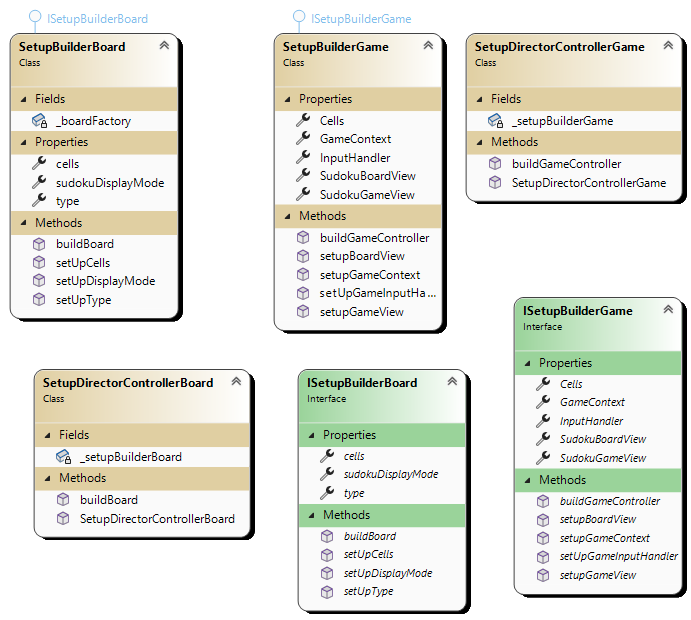 ISetupBuilderBoard
SetupBuilderBoard
Class
Fields
_boardFactory
Properties
cells
sudokuDisplayMode
type
Methods
buildBoard
setUpCells
setUpDisplayMode
setUpType
ISetupBuilderGame
SetupBuilderGame
Class
Properties
Cells
GameContext
InputHandler
SudokuBoardView
SudokuGameView
Methods
buildGameController
setupBoardView
setupGameContext
setUpGameInputHa...
setupGameView
SetupDirectorControllerGame
Class
Fields
_setupBuilderGame
Methods
buildGameController
SetupDirectorControllerGame
SetupDirectorControllerBoard
Class
Fields
_setupBuilderBoard
Methods
buildBoard
SetupDirectorControllerBoard
ISetupBuilderBoard
Interface
Properties
cells
sudokuDisplayMode
type
Methods
buildBoard
setUpCells
setUpDisplayMode
setUpType
ISetupBuilderGame
Interface
Properties
Cells
GameContext
InputHandler
SudokuBoardView
SudokuGameView
Methods
buildGameController
setupBoardView
setupGameContext
setUpGameInputHandler
setupGameView